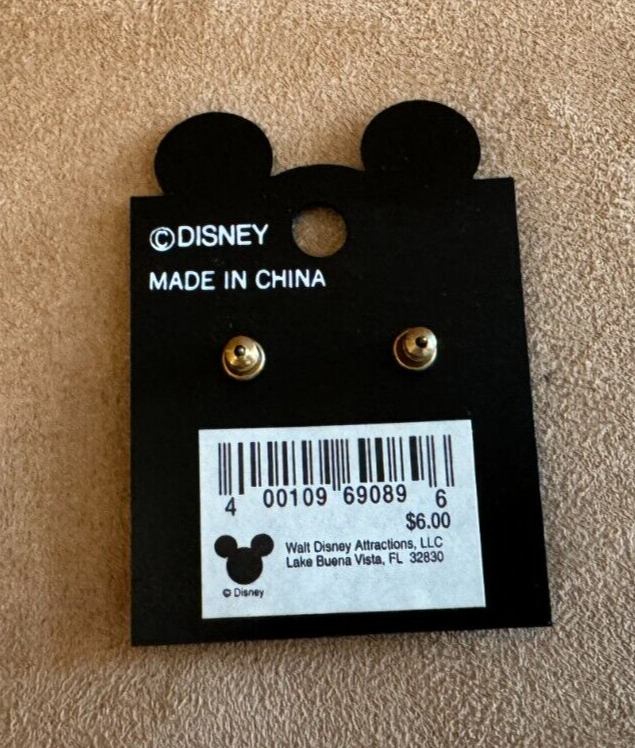 ©DISNEY
MADE IN CHINA
4 00109 69089 6
$6.00
Walt Disney Attractions, LLC
Lake Buena Vista, FL 32830
© Disney